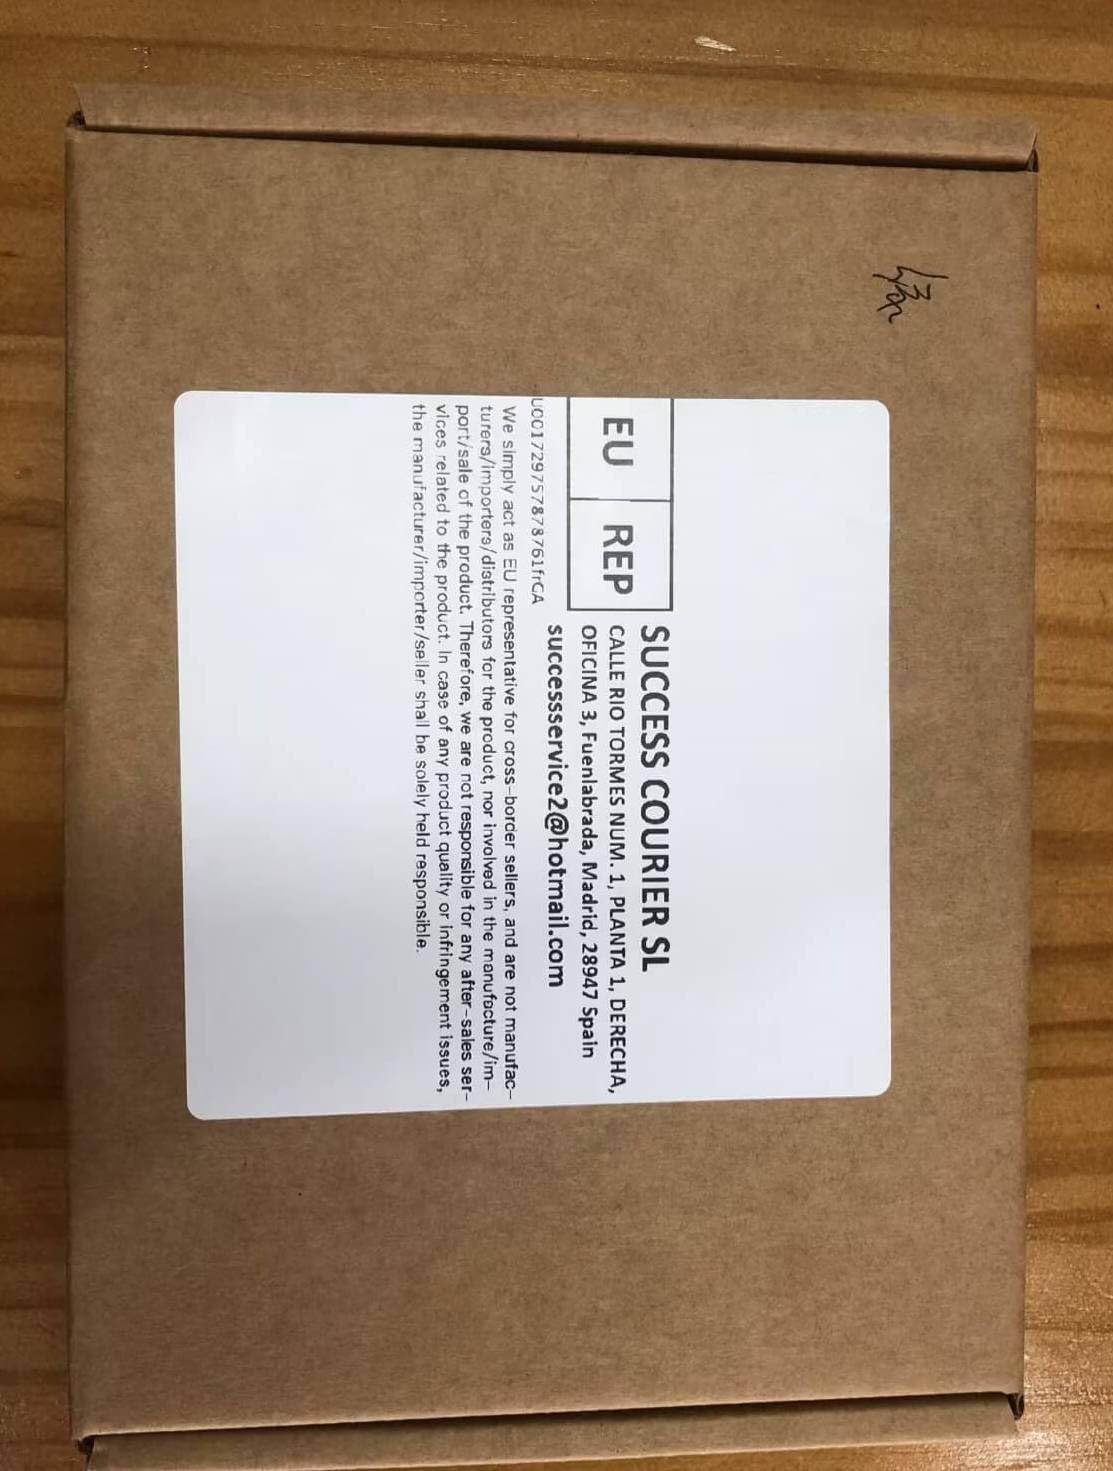 EU REP
SUCCESS COURIER SL
CALLE RIO TORMES NUM. 1, PLANTA 1, DERECHA,
OFICINA 3, Fuenlabrada, Madrid, 28947 Spain
successservice2@hotmail.com
U001729757878761frGA
We simply act as EU representative for cross-border sellers, and are not manufac-
turers/importers/distributors for the product, nor involved in the manufacture/im-
port/sale of the product. Therefore, we are not responsible for any after-sales ser-
vices related to the product. In case of any product quality or infringement issues,
the manufacturer/importer/seller shall be solely held responsible.